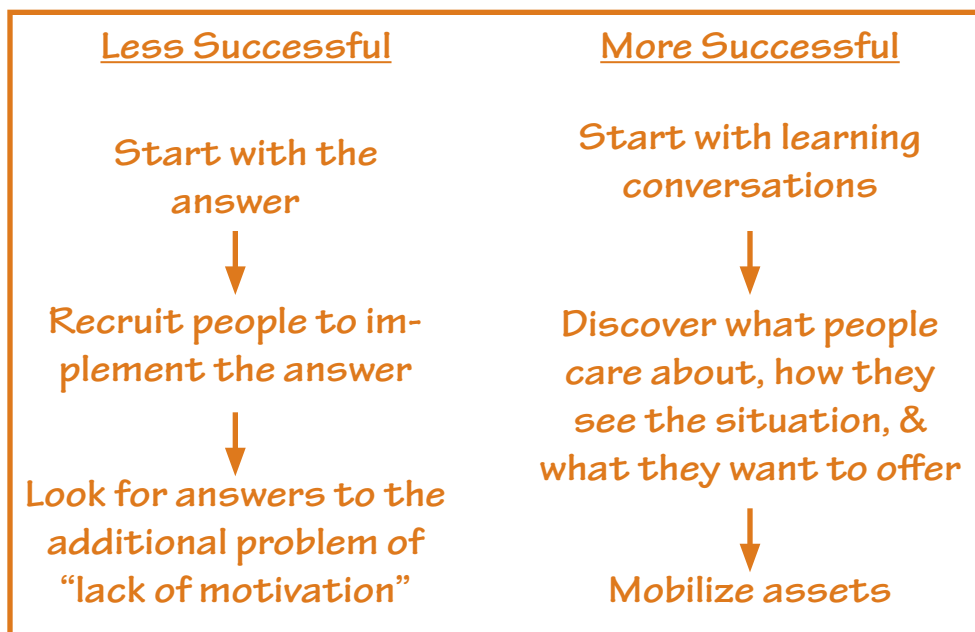 Less Successful
Start with the
answer
Recruit people to im-
plement the answer
Look for answers to the
additional problem of
“lack of motivation”
More Successful
Start with learning
conversations
Discover what people
care about, how they
see the situation, &
what they want to offer
Mobilize assets